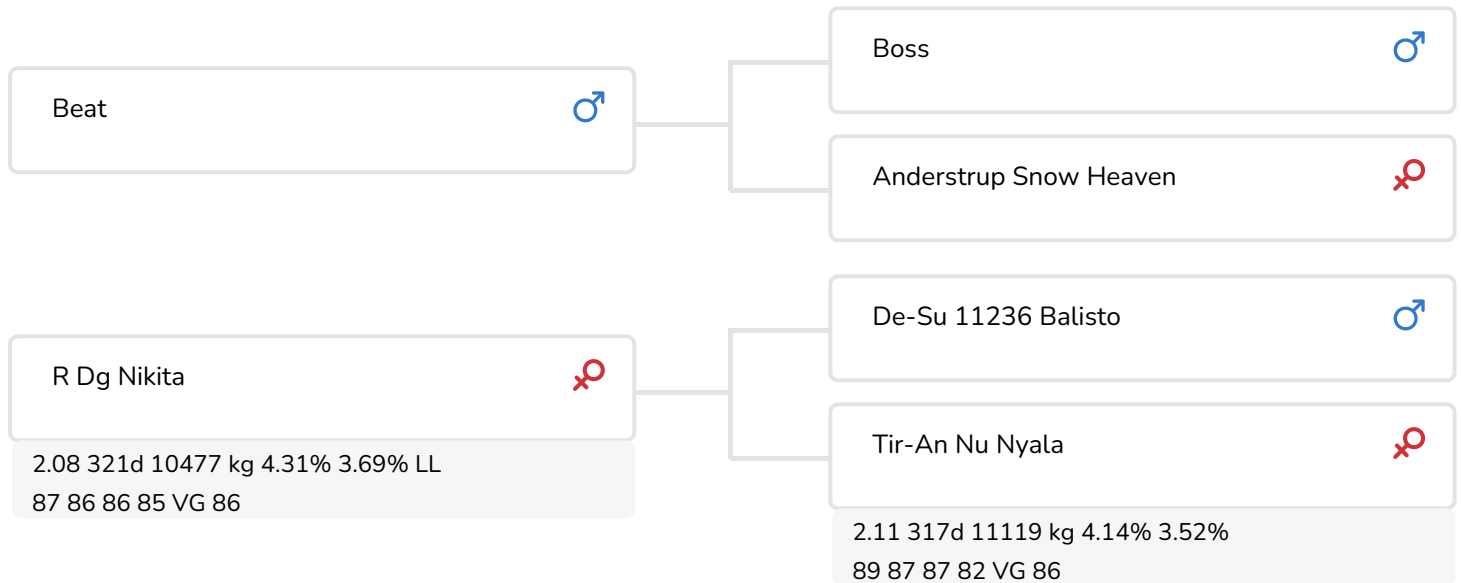 Beat
Boss
Anderstrup Snow Heaven
R Dg Nikita
2.08 321d 10477 kg 4.31% 3.69% LL
87 86 86 85 VG 86
De-Su 11236 Balisto
Tir-An Nu Nyala
2.11 317d 11119 kg 4.14% 3.52%
89 87 87 82 VG 86